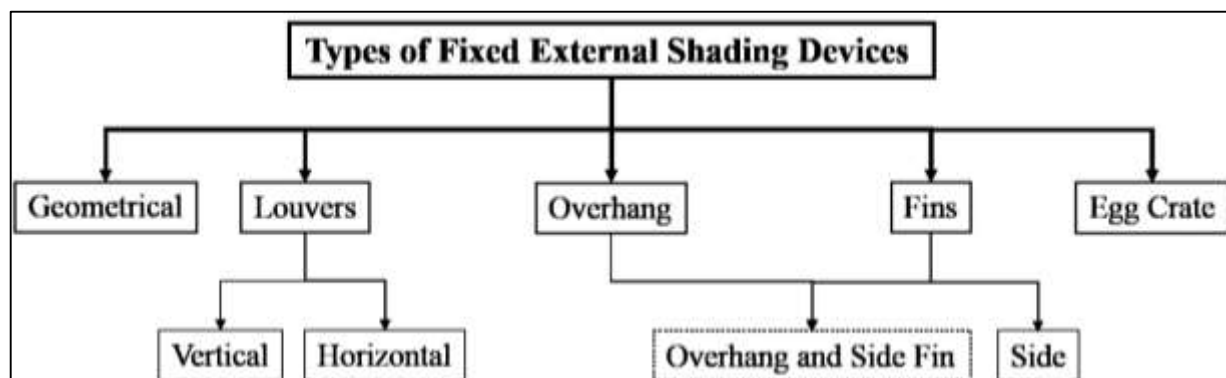 Types of Fixed External Shading Devices
Geometrical
Louvers
Overhang
Fins
Egg Crate
Vertical
Horizontal
Overhang and Side Fin
Side